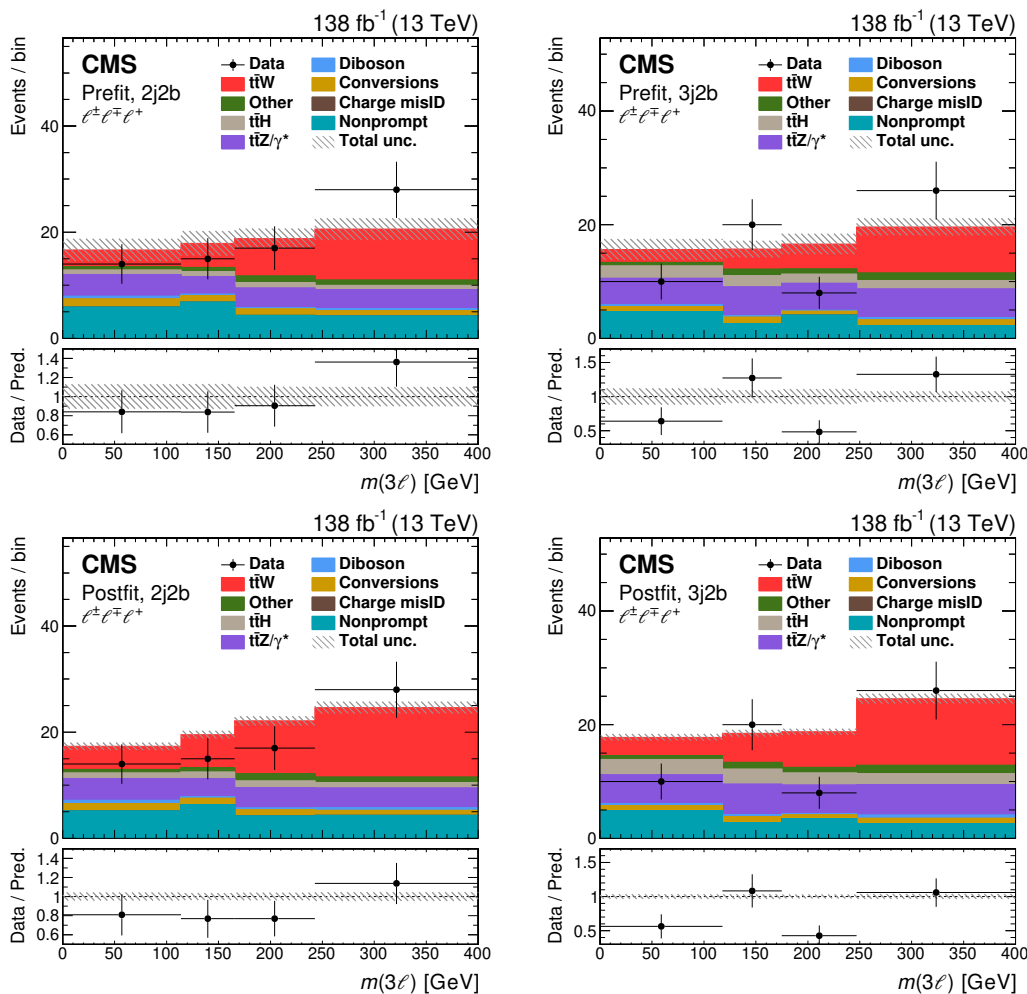 138 fb⁻¹ (13 TeV)
CMS
Prefit, 2j2b
ℓ±ℓ∓ℓ+
Data
tt̄W
Other
tt̄H
tt̄Z/γ*
Diboson
Conversions
Charge misID
Nonprompt
Total unc.
Events / bin
40
20
0
Data / Pred.
1.4
1.2
1
0.8
0.6
0 50 100 150 200 250 300 350 400
m(3ℓ) [GeV]
138 fb⁻¹ (13 TeV)
CMS
Prefit, 3j2b
ℓ±ℓ∓ℓ+
Data
tt̄W
Other
tt̄H
tt̄Z/γ*
Diboson
Conversions
Charge misID
Nonprompt
Total unc.
Events / bin
40
20
0
Data / Pred.
1.5
1
0.5
0 50 100 150 200 250 300 350 400
m(3ℓ) [GeV]
138 fb⁻¹ (13 TeV)
CMS
Postfit, 2j2b
ℓ±ℓ∓ℓ+
Data
tt̄W
Other
tt̄H
tt̄Z/γ*
Diboson
Conversions
Charge misID
Nonprompt
Total unc.
Events / bin
40
20
0
Data / Pred.
1.4
1.2
1
0.8
0.6
0 50 100 150 200 250 300 350 400
m(3ℓ) [GeV]
138 fb⁻¹ (13 TeV)
CMS
Postfit, 3j2b
ℓ±ℓ∓ℓ+
Data
tt̄W
Other
tt̄H
tt̄Z/γ*
Diboson
Conversions
Charge misID
Nonprompt
Total unc.
Events / bin
40
20
0
Data / Pred.
1.5
1
0.5
0 50 100 150 200 250 300 350 400
m(3ℓ) [GeV]